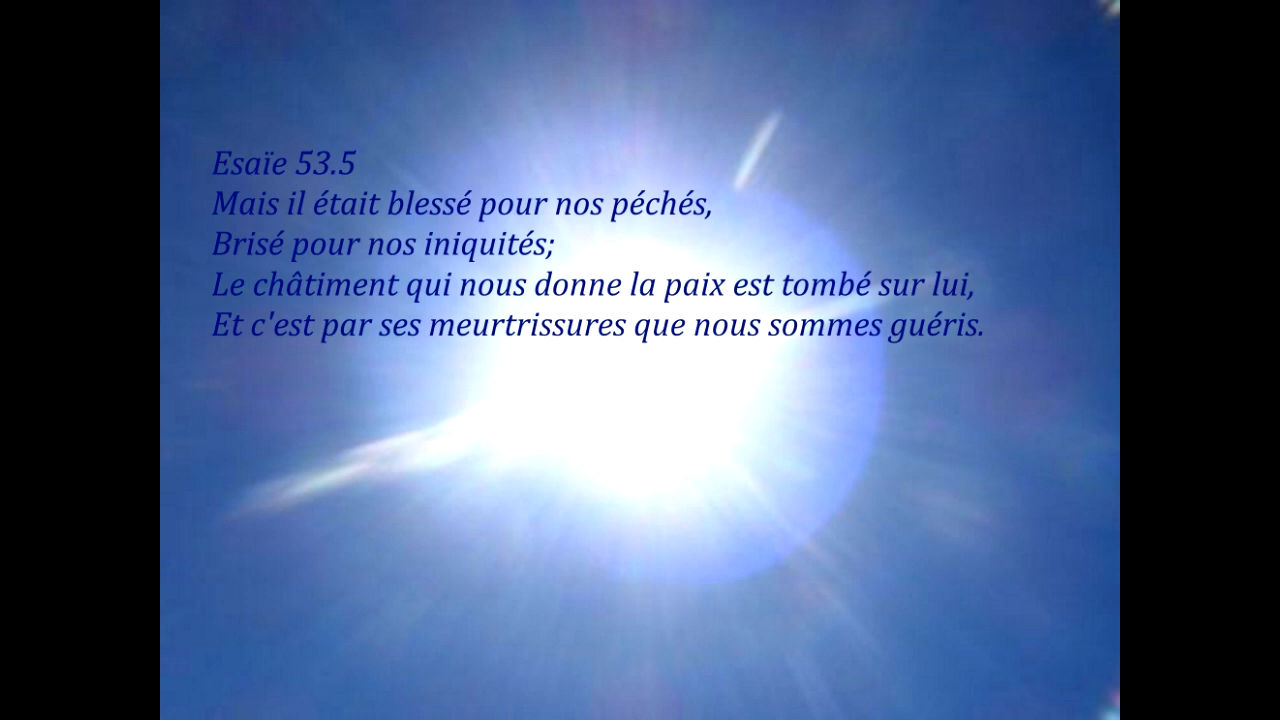 Esaïe 53.5
Mais il était blessé pour nos péchés,
Brisé pour nos iniquités;
Le châtiment qui nous donne la paix est tombé sur lui,
Et c'est par ses meurtrissures que nous sommes guéris.